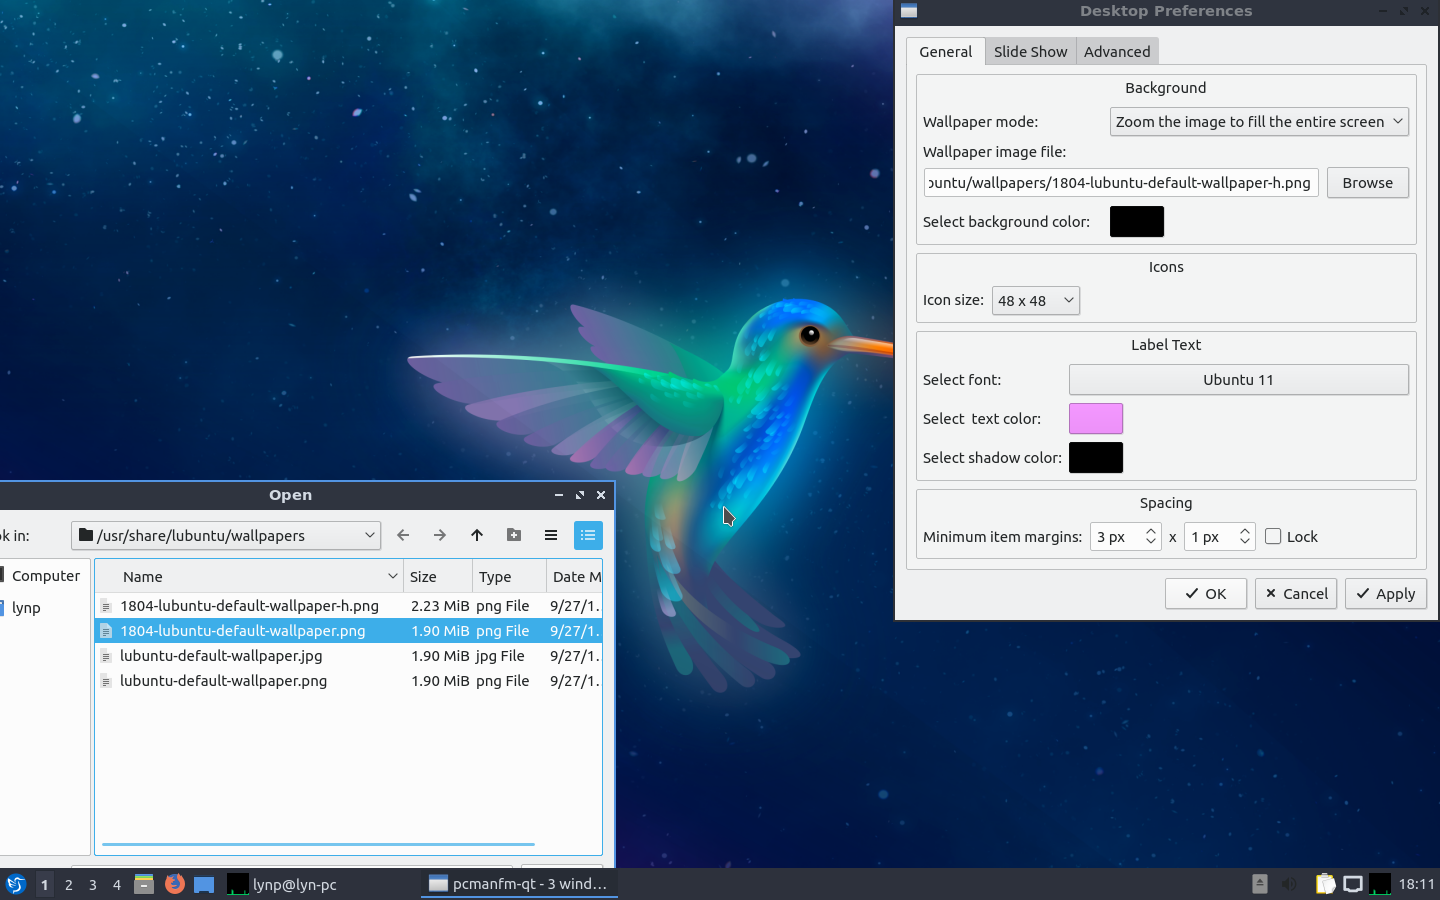 Desktop Preferences
General Slide Show Advanced
Background
Wallpaper mode: Zoom the image to fill the entire screen
Wallpaper image file:
ountu/wallpapers/1804-lubuntu-default-wallpaper-h.png Browse
Select background color:
Icons
Icon size: 48 x 48
Label Text
Select font: Ubuntu 11
Select text color:
Select shadow color:
Spacing
Minimum item margins: 3 px x 1 px Lock
OK Cancel Apply
Open
k in: /usr/share/lubuntu/wallpapers
Computer
lynp
Name Size Type Date M
1804-lubuntu-default-wallpaper-h.png 2.23 MiB png File 9/27/1.
1804-lubuntu-default-wallpaper.png 1.90 MiB png File 9/27/1.
lubuntu-default-wallpaper.jpg 1.90 MiB jpg File 9/27/1.
lubuntu-default-wallpaper.png 1.90 MiB png File 9/27/1.
1 2 3 4 lynp@lyn-pc pcmanfm-qt - 3 wind... 18:11